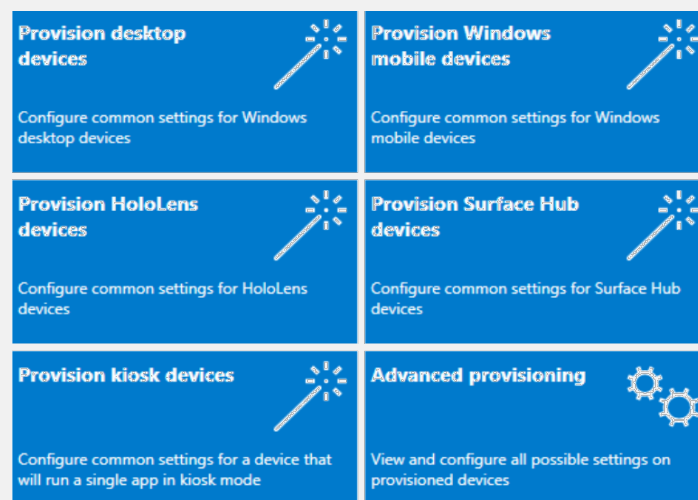 Provision desktop
devices
Configure common settings for Windows
desktop devices
Provision Windows
mobile devices
Configure common settings for Windows
mobile devices
Provision HoloLens
devices
Configure common settings for HoloLens
devices
Provision Surface Hub
devices
Configure common settings for Surface Hub
devices
Provision kiosk devices
Configure common settings for a device that
will run a single app in kiosk mode
Advanced provisioning
View and configure all possible settings on
provisioned devices